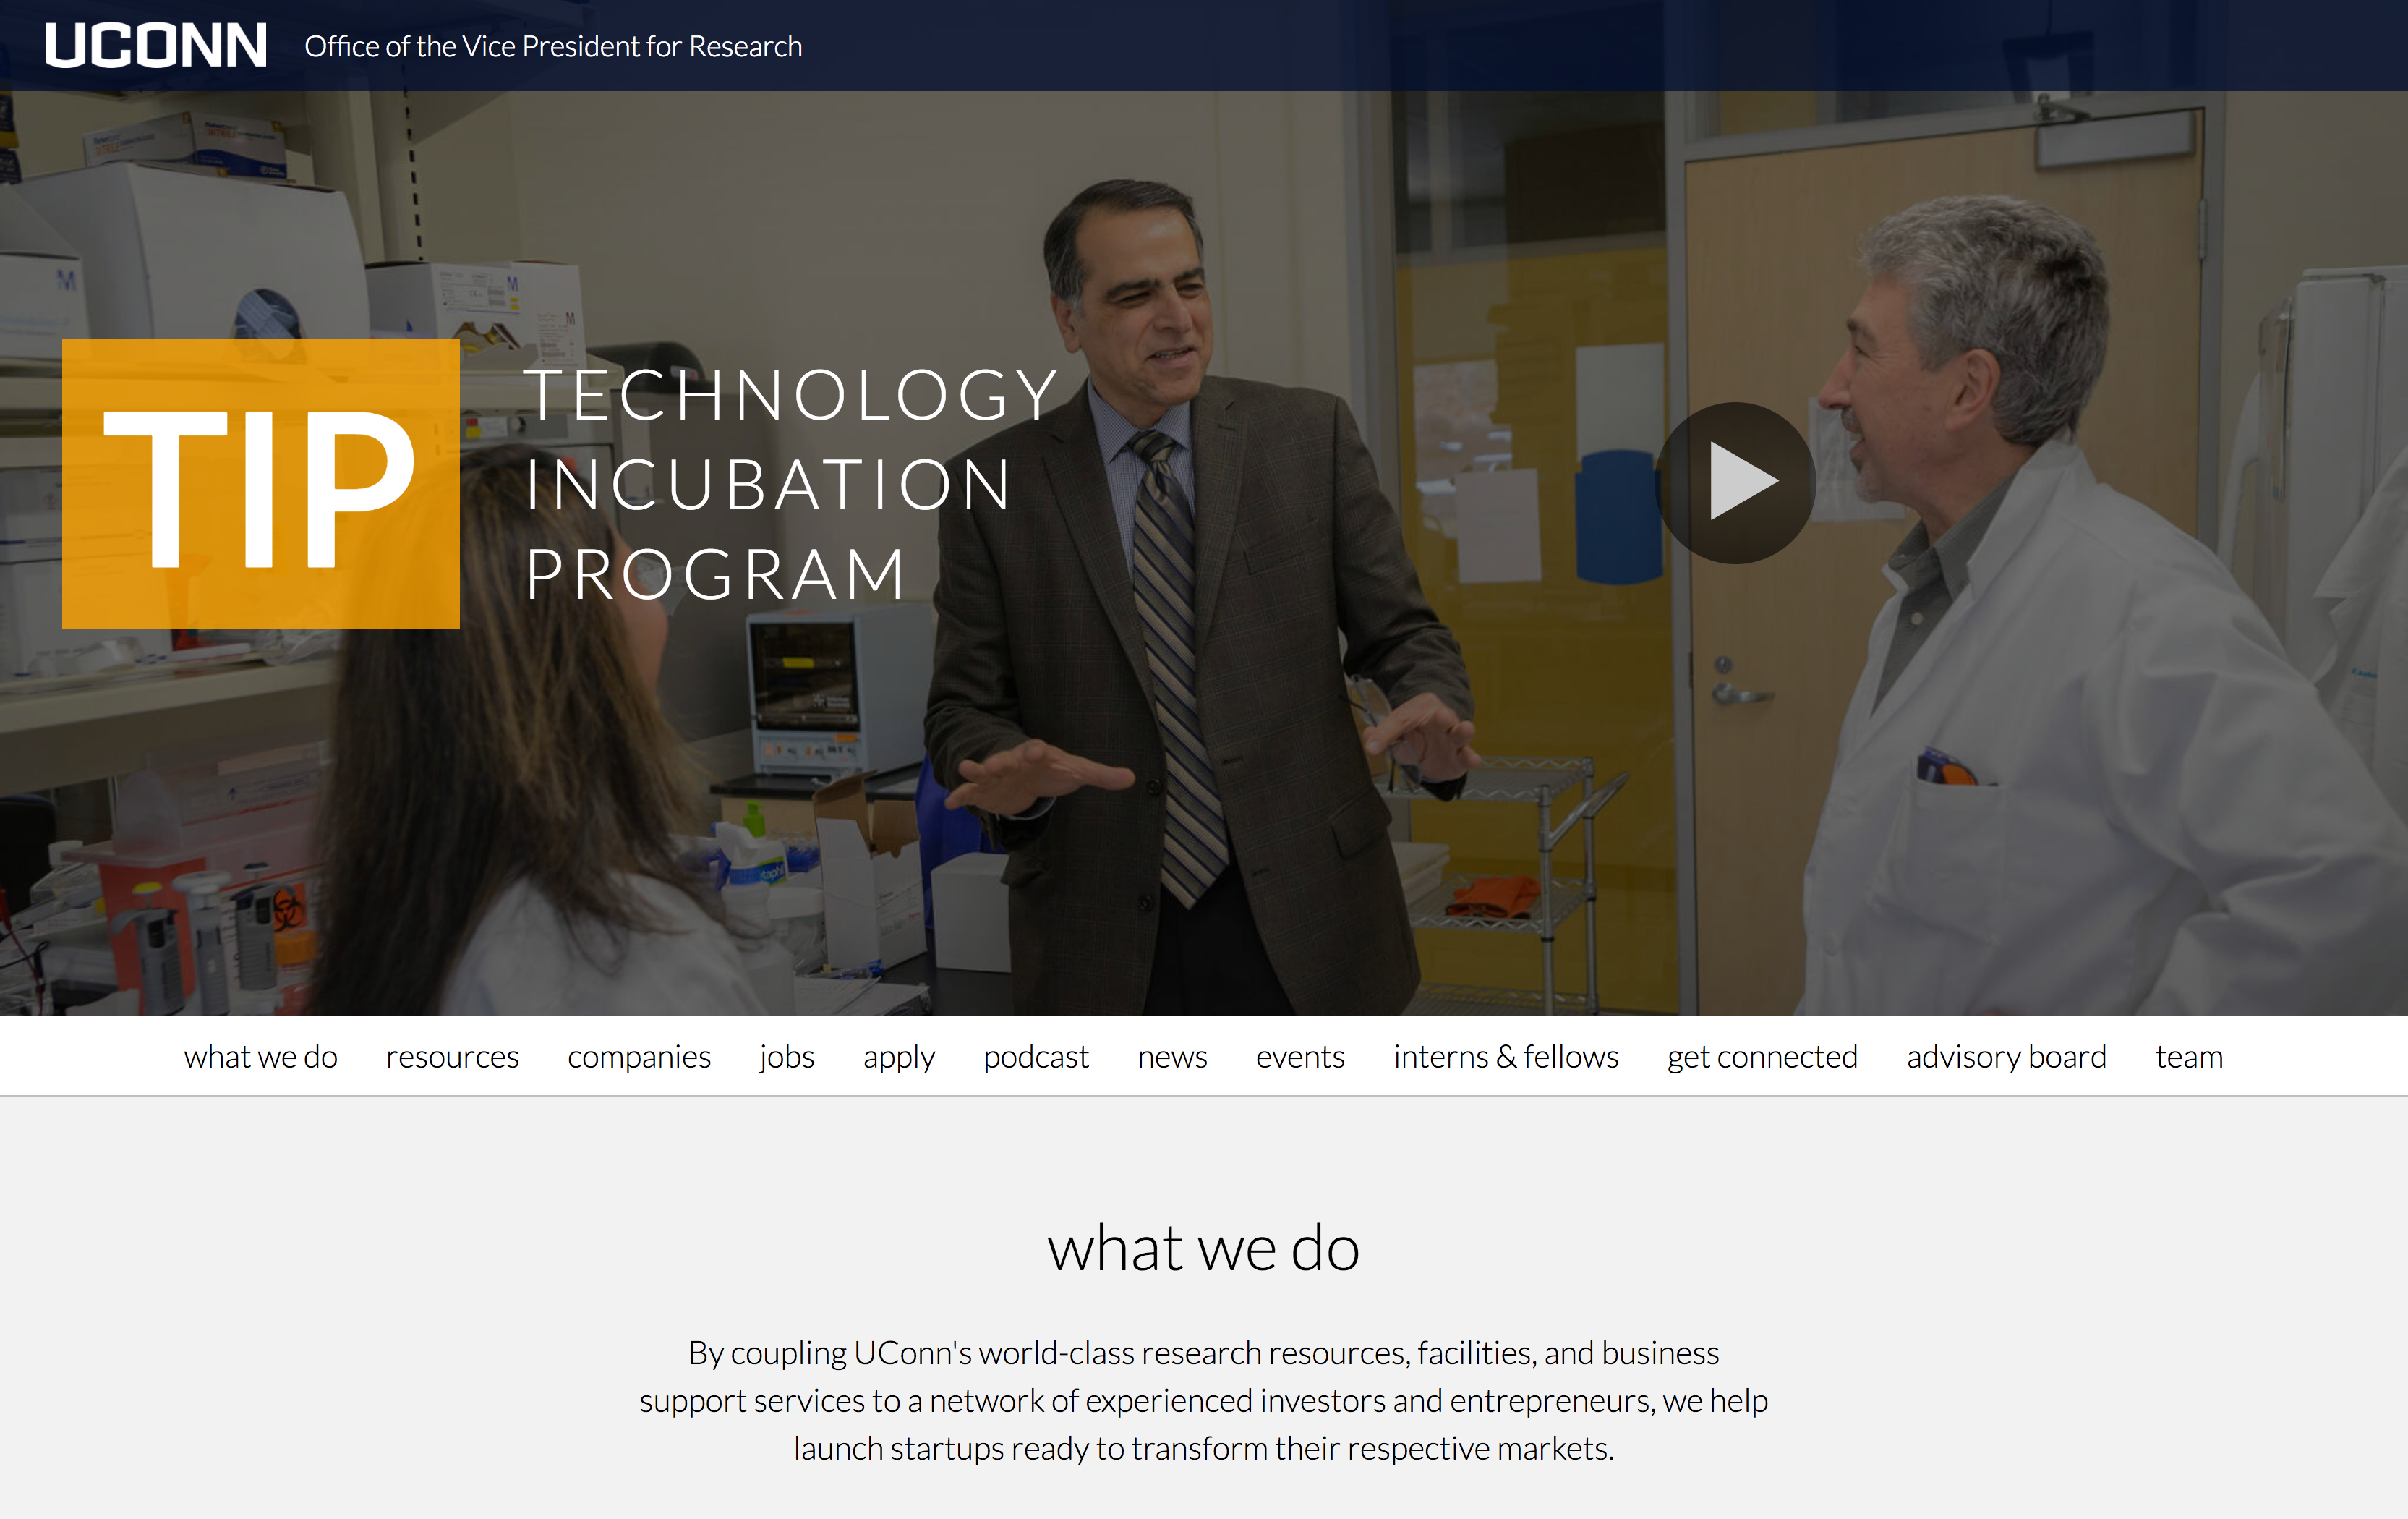 UCONN Office of the Vice President for Research
TIP
TECHNOLOGY
INCUBATION
PROGRAM
what we do resources companies jobs apply podcast news events interns & fellows get connected advisory board team
what we do
By coupling UConn's world-class research resources, facilities, and business
support services to a network of experienced investors and entrepreneurs, we help
launch startups ready to transform their respective markets.